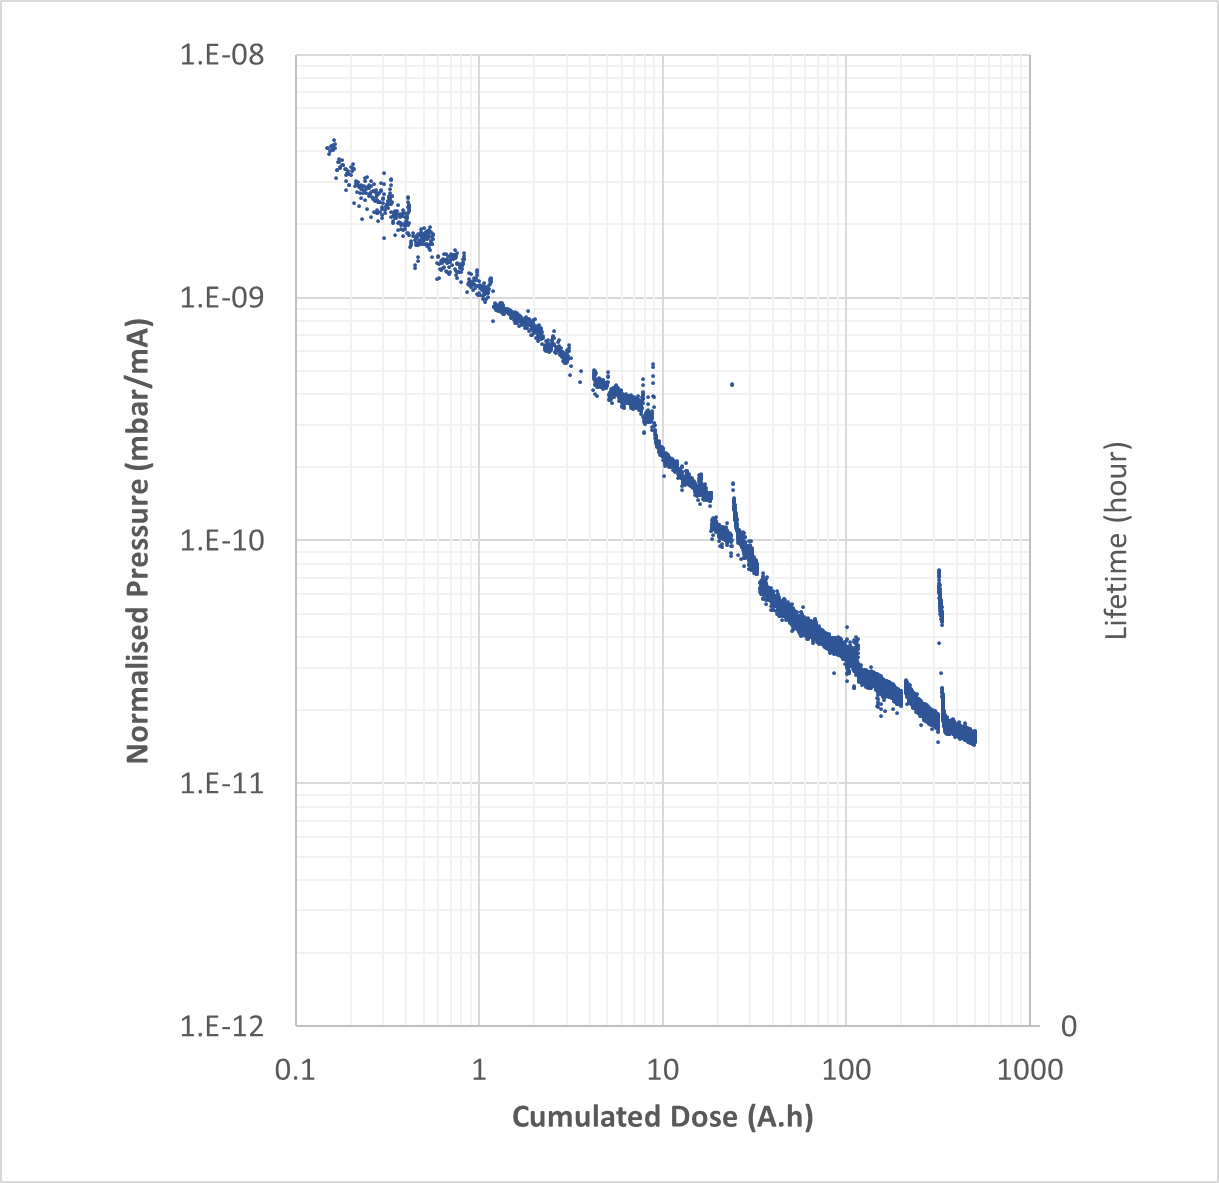 1.E-08
1.E-09
1.E-10
1.E-11
1.E-12
Normalised Pressure (mbar/mA)
0.1 1 10 100 1000
Cumulated Dose (A.h)
Lifetime (hour)
0